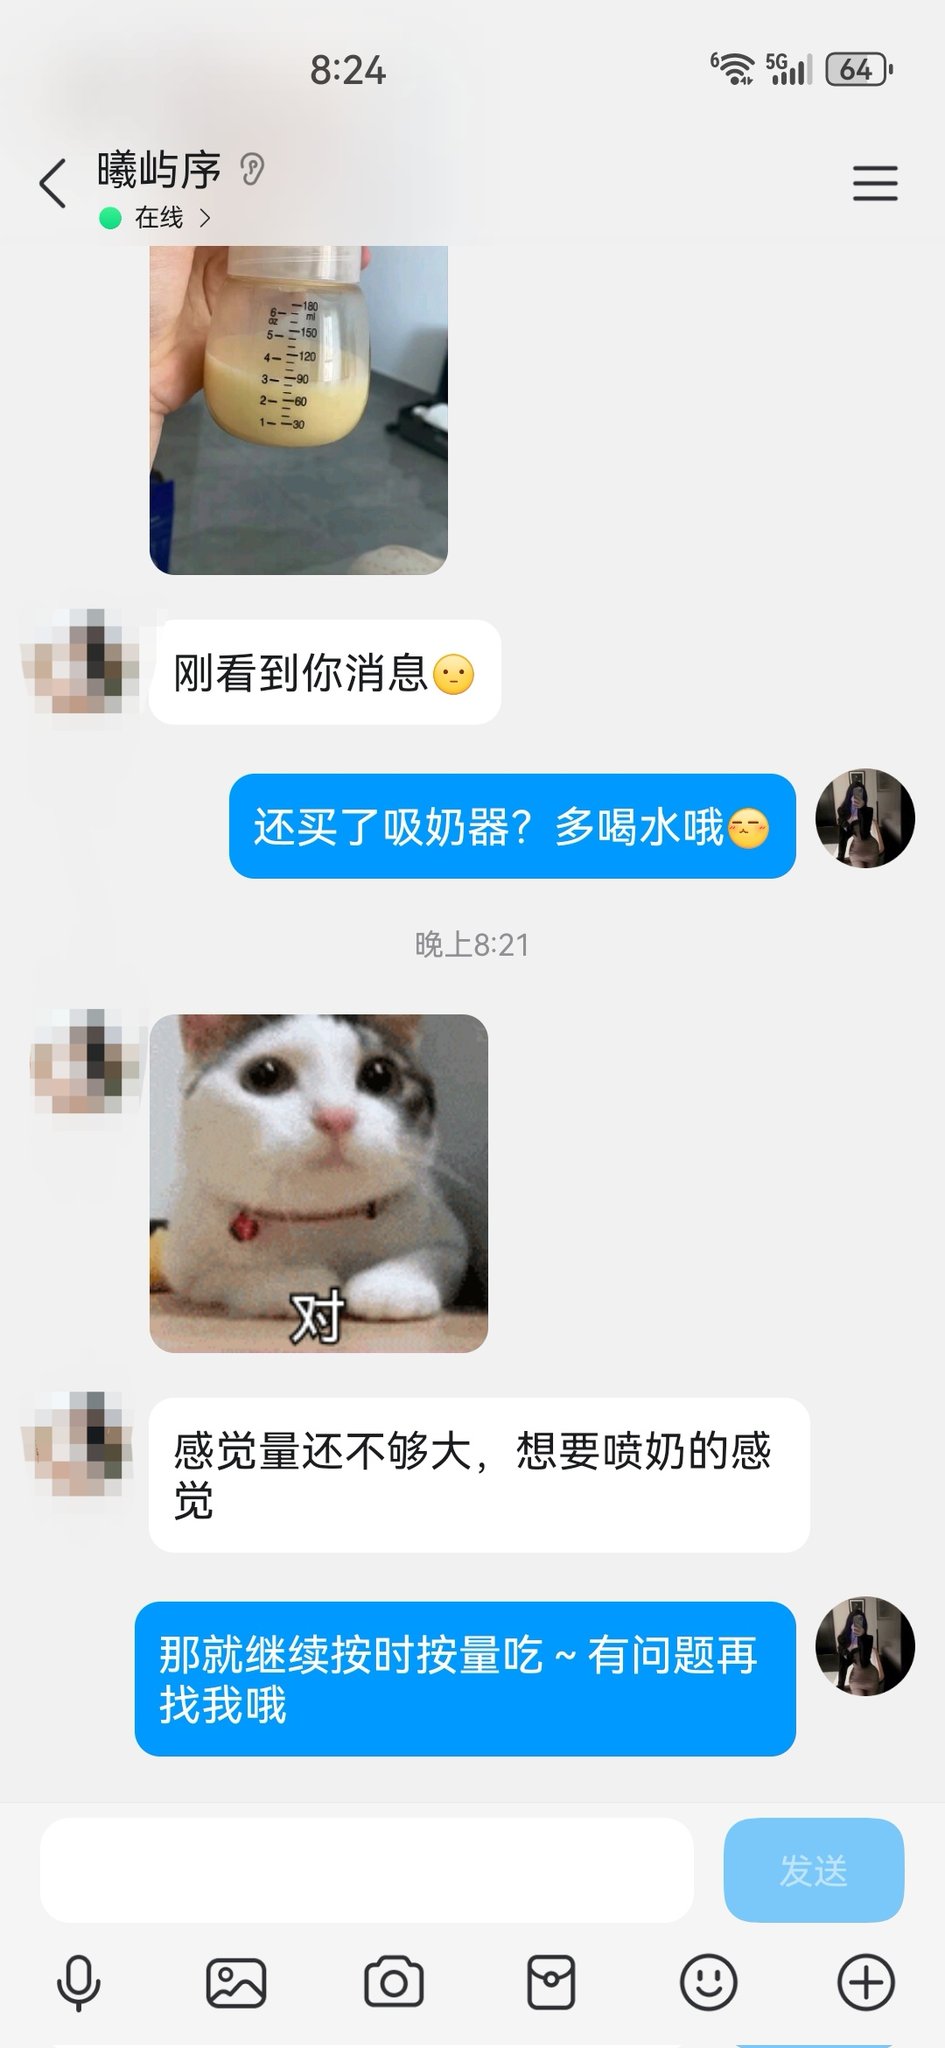 8:24
6 5G 64
曦屿序
在线
180
6 oz ml
5 150
4 120
3 90
2 60
1 30
刚看到你消息😐
还买了吸奶器？多喝水哦
晚上8:21
对
感觉量还不够大，想要喷奶的感
觉
那就继续按时按量吃～有问题再
找我哦
发送